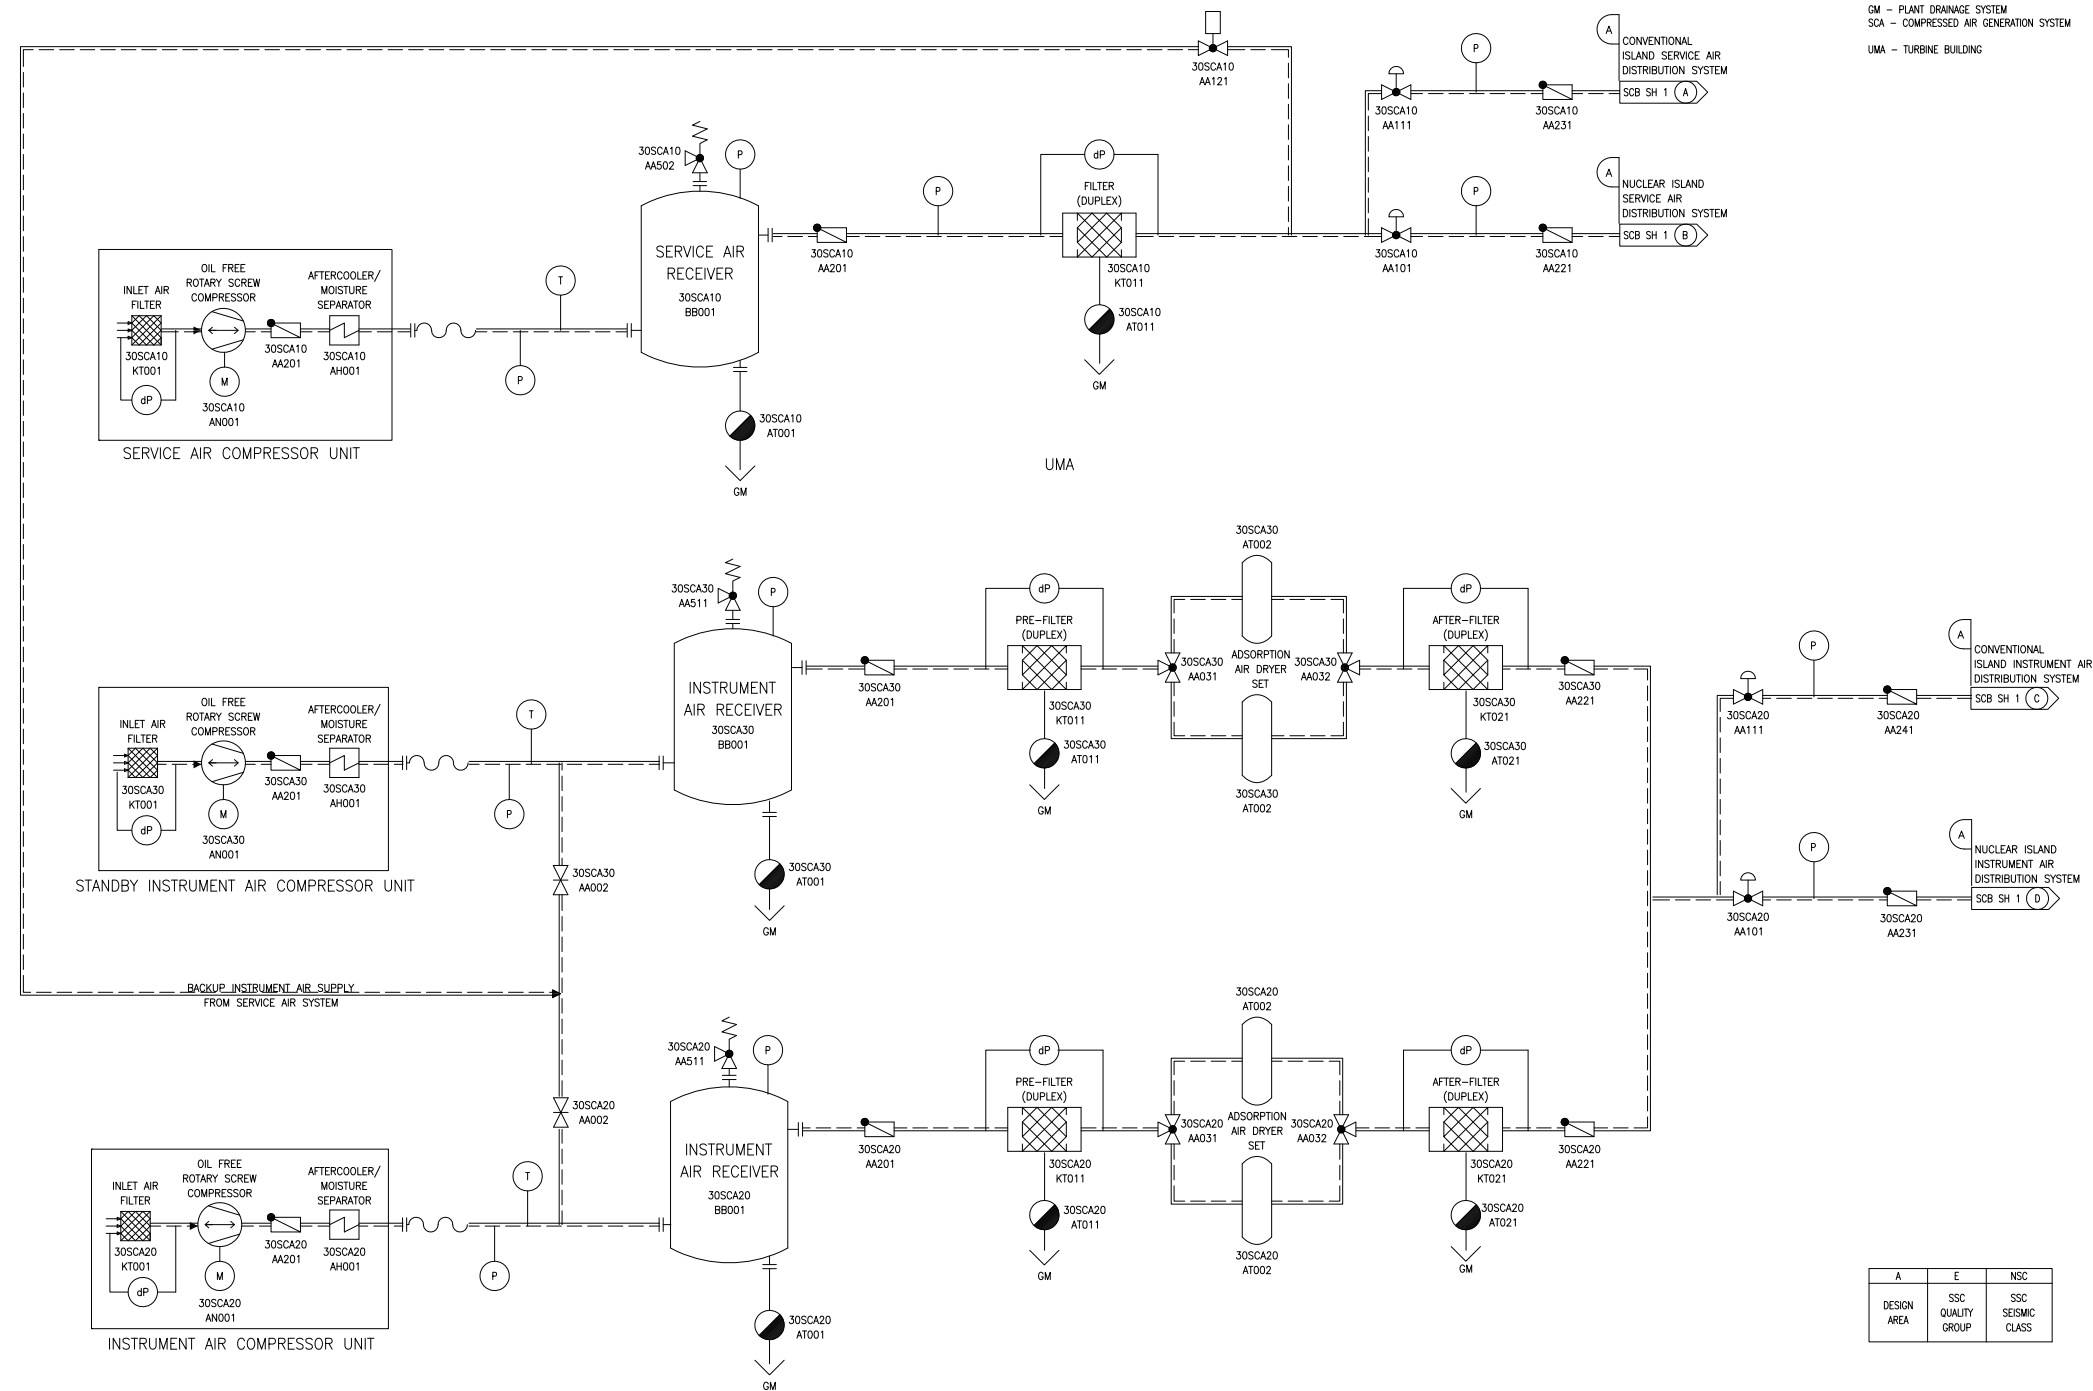 GM – PLANT DRAINAGE SYSTEM
SCA – COMPRESSED AIR GENERATION SYSTEM
UMA – TURBINE BUILDING
30SCA10
AA121
P
30SCA10
AA111
30SCA10
AA231
A
CONVENTIONAL
ISLAND SERVICE AIR
DISTRIBUTION SYSTEM
SCB SH 1 A
30SCA10
AA502
P
SERVICE AIR
RECEIVER
30SCA10
BB001
30SCA10
AA201
P
dP
FILTER
(DUPLEX)
30SCA10
KT011
30SCA10
AT011
GM
30SCA10
AA101
P
30SCA10
AA221
A
NUCLEAR ISLAND
SERVICE AIR
DISTRIBUTION SYSTEM
SCB SH 1 B
INLET AIR
FILTER
30SCA10
KT001
dP
OIL FREE
ROTARY SCREW
COMPRESSOR
M
30SCA10
AN001
30SCA10
AA201
AFTERCOOLER/
MOISTURE
SEPARATOR
30SCA10
AH001
SERVICE AIR COMPRESSOR UNIT
T
P
30SCA10
AT001
GM
UMA
30SCA30
AA511
P
INSTRUMENT
AIR RECEIVER
30SCA30
BB001
30SCA30
AA201
dP
PRE–FILTER
(DUPLEX)
30SCA30
KT011
30SCA30
AT011
GM
30SCA30
AA031
30SCA30
AT002
ADSORPTION
AIR DRYER
SET
30SCA30
AT002
30SCA30
AA032
dP
AFTER–FILTER
(DUPLEX)
30SCA30
KT021
30SCA30
AT021
GM
30SCA30
AA221
INLET AIR
FILTER
30SCA30
KT001
dP
OIL FREE
ROTARY SCREW
COMPRESSOR
M
30SCA30
AN001
30SCA30
AA201
AFTERCOOLER/
MOISTURE
SEPARATOR
30SCA30
AH001
STANDBY INSTRUMENT AIR COMPRESSOR UNIT
T
P
30SCA30
AA002
30SCA30
AT001
GM
30SCA20
AA111
P
30SCA20
AA241
A
CONVENTIONAL
ISLAND INSTRUMENT AIR
DISTRIBUTION SYSTEM
SCB SH 1 C
30SCA20
AA101
P
30SCA20
AA231
A
NUCLEAR ISLAND
INSTRUMENT AIR
DISTRIBUTION SYSTEM
SCB SH 1 D
BACKUP INSTRUMENT AIR SUPPLY
FROM SERVICE AIR SYSTEM
30SCA20
AA002
30SCA20
AA511
P
INSTRUMENT
AIR RECEIVER
30SCA20
BB001
30SCA20
AA201
dP
PRE–FILTER
(DUPLEX)
30SCA20
KT011
30SCA20
AT011
GM
30SCA20
AA031
30SCA20
AT002
ADSORPTION
AIR DRYER
SET
30SCA20
AT002
30SCA20
AA032
dP
AFTER–FILTER
(DUPLEX)
30SCA20
KT021
30SCA20
AT021
GM
30SCA20
AA221
INLET AIR
FILTER
30SCA20
KT001
dP
OIL FREE
ROTARY SCREW
COMPRESSOR
M
30SCA20
AN001
30SCA20
AA201
AFTERCOOLER/
MOISTURE
SEPARATOR
30SCA20
AH001
INSTRUMENT AIR COMPRESSOR UNIT
T
P
30SCA20
AT001
GM
A E NSC
DESIGN
AREA
SSC
QUALITY
GROUP
SSC
SEISMIC
CLASS